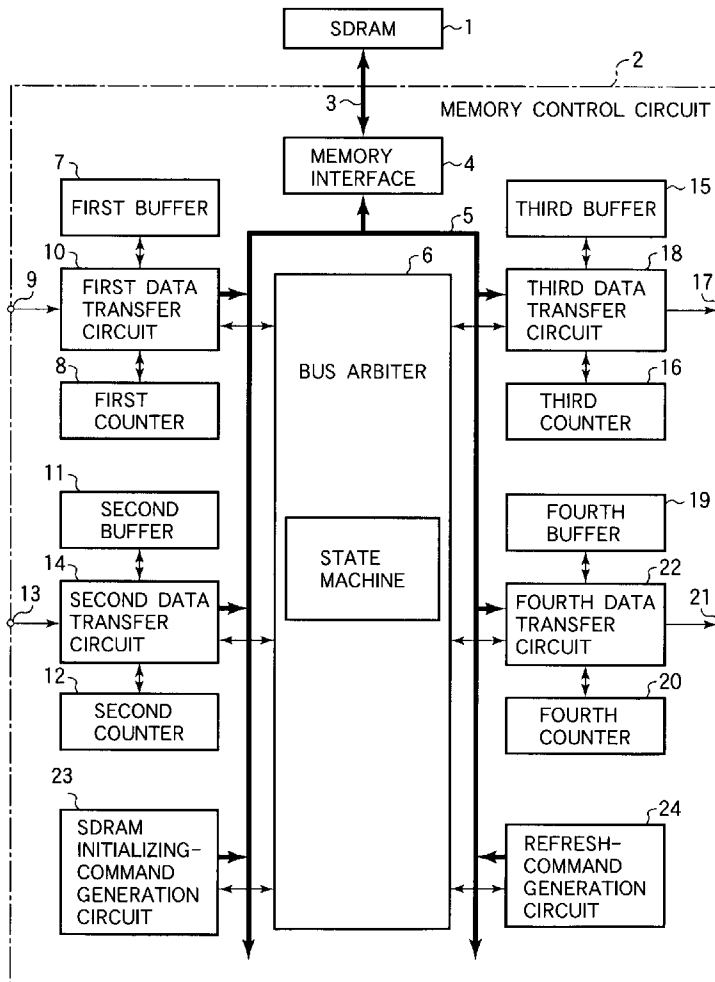 SDRAM
1
2
3
MEMORY CONTROL CIRCUIT
MEMORY
INTERFACE
4
7
FIRST BUFFER
5
15
THIRD BUFFER
10
FIRST DATA
TRANSFER
CIRCUIT
9
6
BUS ARBITER
18
THIRD DATA
TRANSFER
CIRCUIT
17
8
FIRST
COUNTER
16
THIRD
COUNTER
11
SECOND
BUFFER
STATE
MACHINE
19
FOURTH
BUFFER
14
13
SECOND DATA
TRANSFER
CIRCUIT
22
FOURTH DATA
TRANSFER
CIRCUIT
21
12
SECOND
COUNTER
20
FOURTH
COUNTER
23
SDRAM
INITIALIZING-
COMMAND
GENERATION
CIRCUIT
24
REFRESH-
COMMAND
GENERATION
CIRCUIT